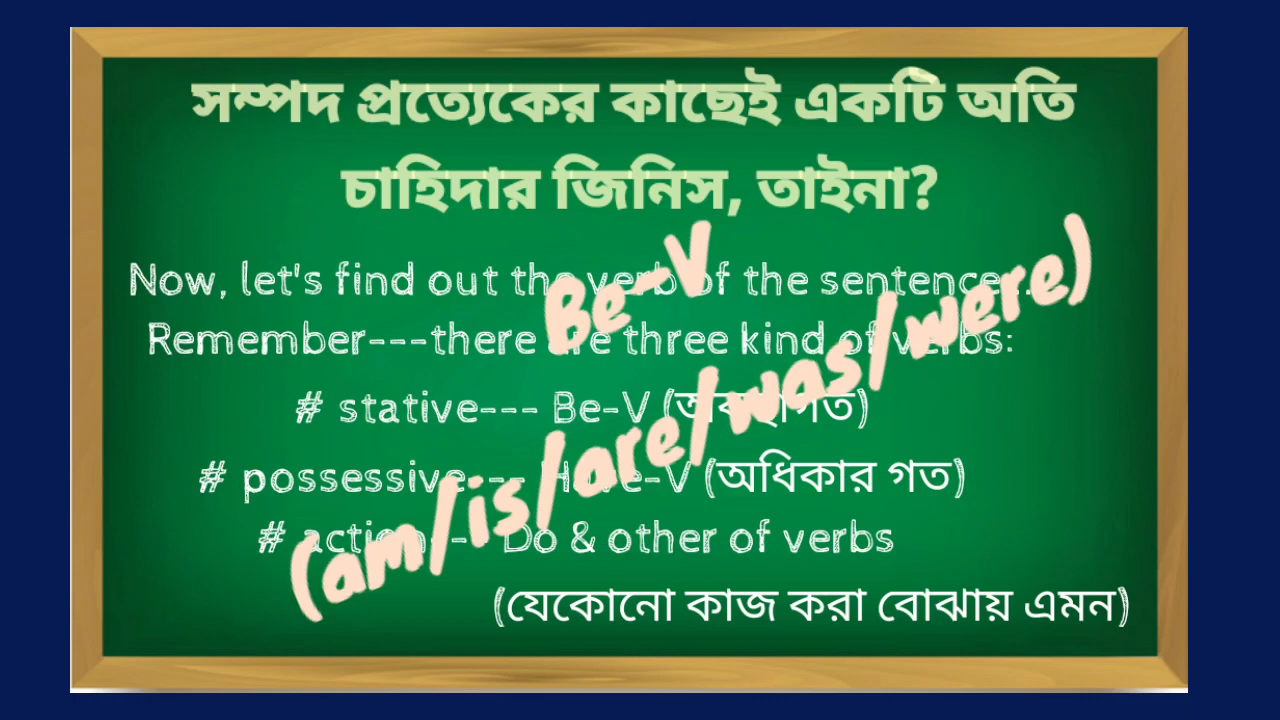 সম্পদ প্রত্যেকের কাছেই একটি অতি
চাহিদার জিনিস, তাইনা?
Now, let's find out the verb of the sentence...
Remember---there are three kind of verbs:
# stative--- Be-V (অবস্থাগত)
# possessive--- Have-V (অধিকার গত)
# action--- Do & other of verbs
(যেকোনো কাজ করা বোঝায় এমন)
Be-V
(am/is/are/was/were)